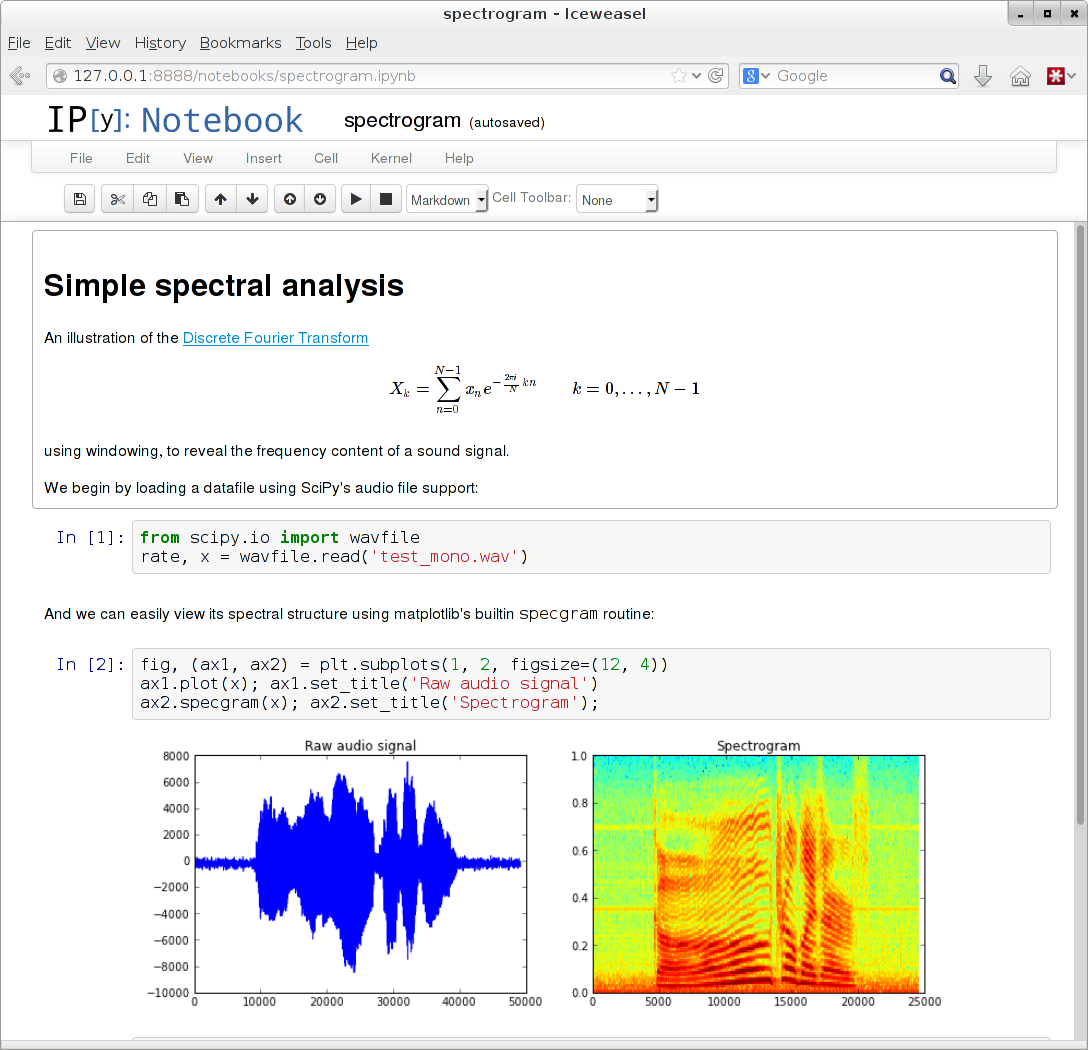 spectrogram - Iceweasel
File Edit View History Bookmarks Tools Help
127.0.0.1:8888/notebooks/spectrogram.ipynb
8 Google
IP[y]: Notebook spectrogram (autosaved)
File Edit View Insert Cell Kernel Help
Markdown Cell Toolbar: None
Simple spectral analysis
An illustration of the Discrete Fourier Transform
X_k = \sum_{n=0}^{N-1} x_n e^{-\frac{2\pi i}{N} kn} k = 0, . . . , N − 1
using windowing, to reveal the frequency content of a sound signal.
We begin by loading a datafile using SciPy's audio file support:
In [1]: from scipy.io import wavfile
rate, x = wavfile.read('test_mono.wav')
And we can easily view its spectral structure using matplotlib's builtin specgram routine:
In [2]: fig, (ax1, ax2) = plt.subplots(1, 2, figsize=(12, 4))
ax1.plot(x); ax1.set_title('Raw audio signal')
ax2.specgram(x); ax2.set_title('Spectrogram');
Raw audio signal
8000
6000
4000
2000
0
−2000
−4000
−6000
−8000
−10000
0 10000 20000 30000 40000 50000
Spectrogram
1.0
0.8
0.6
0.4
0.2
0.0
0 5000 10000 15000 20000 25000